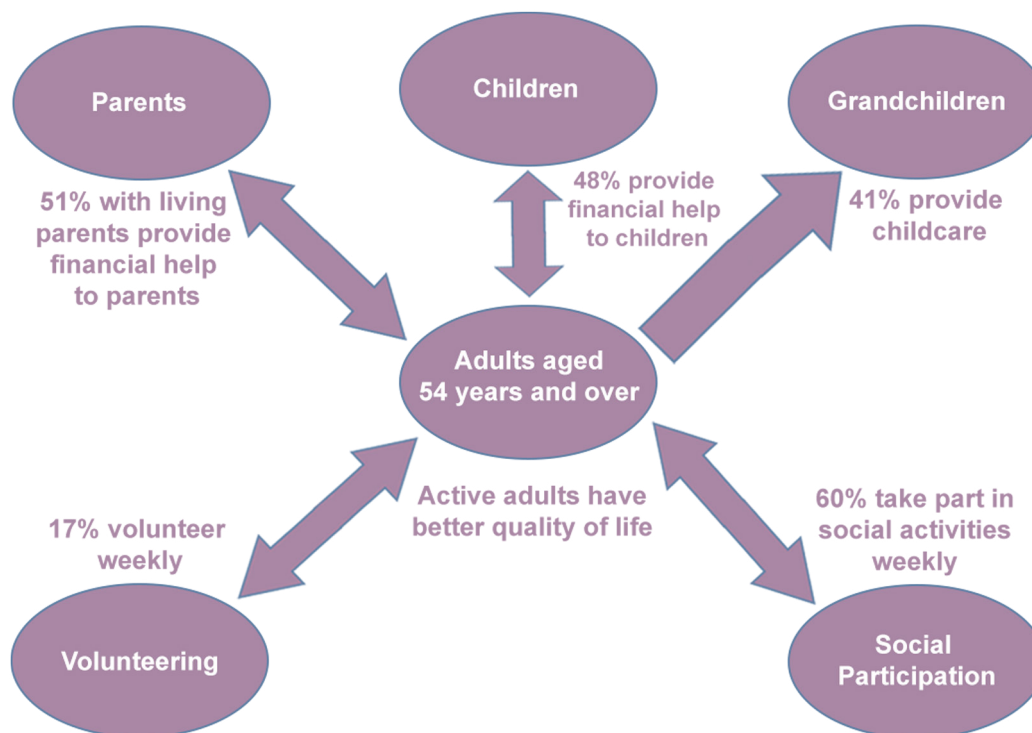 Parents
Children
Grandchildren
51% with living
parents provide
financial help
to parents
48% provide
financial help
to children
41% provide
childcare
Adults aged
54 years and over
Active adults have
better quality of life
17% volunteer
weekly
60% take part in
social activities
weekly
Volunteering
Social
Participation